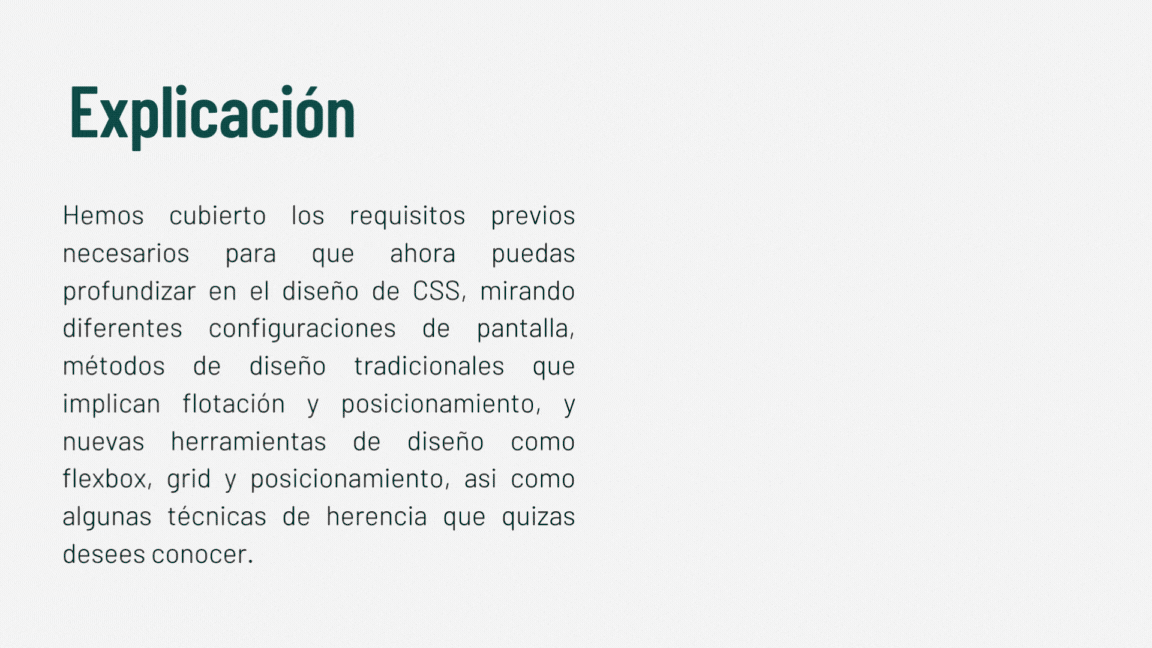 Explicación
Hemos cubierto los requisitos previos
necesarios para que ahora puedas
profundizar en el diseño de CSS, mirando
diferentes configuraciones de pantalla,
métodos de diseño tradicionales que
implican flotación y posicionamiento, y
nuevas herramientas de diseño como
flexbox, grid y posicionamiento, asi como
algunas técnicas de herencia que quizas
desees conocer.